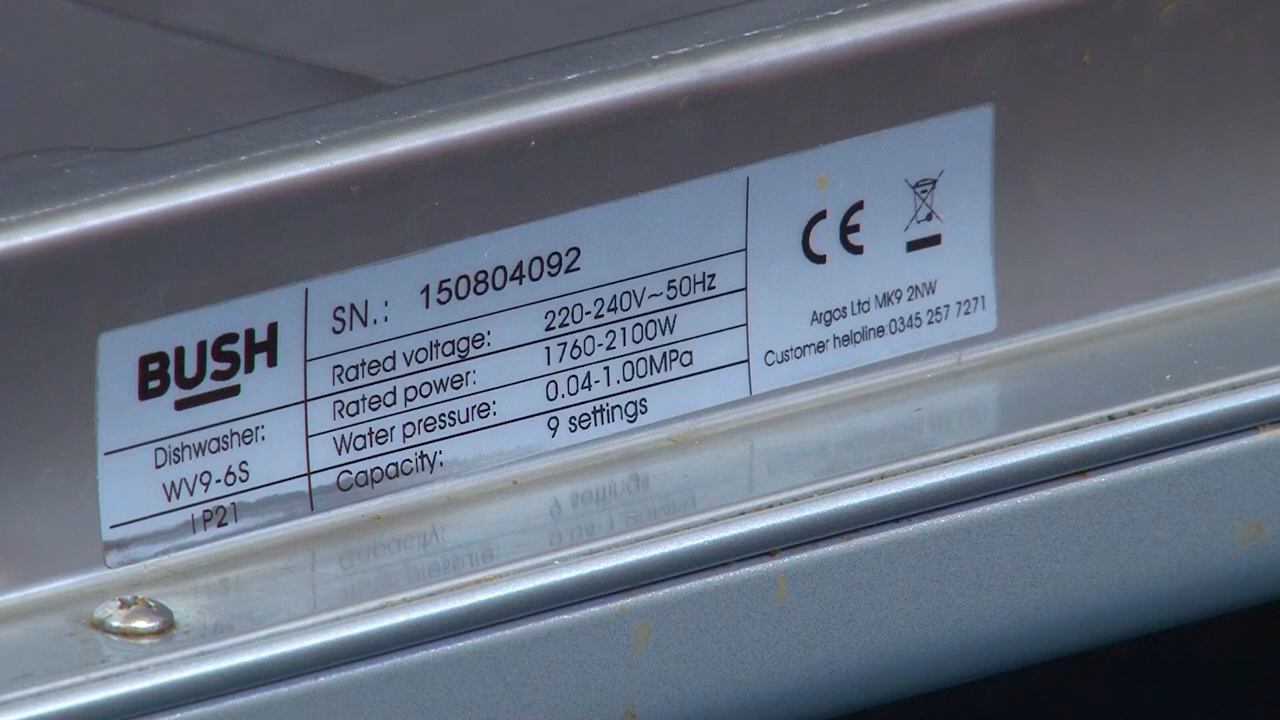 BUSH
Dishwasher:
WV9-6S
IP21
SN.: 150804092
Rated voltage: 220-240V~50Hz
Rated power: 1760-2100W
Water pressure: 0.04-1.00MPa
Capacity: 9 settings
CE
Argos Ltd MK9 2NW
Customer helpline:0345 257 7271